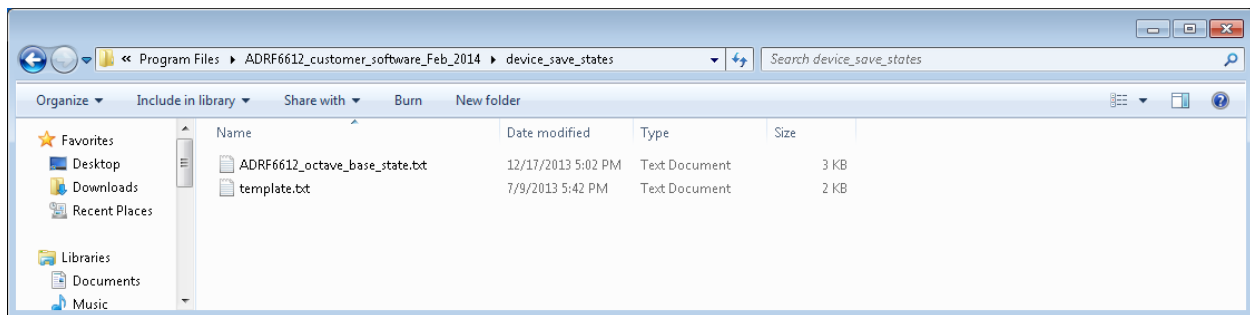 « Program Files ▸ ADRF6612_customer_software_Feb_2014 ▸ device_save_states
Search device_save_states
Organize ▾ Include in library ▾ Share with ▾ Burn New folder
Name Date modified Type Size
Favorites
Desktop
Downloads
Recent Places
Libraries
Documents
Music
ADRF6612_octave_base_state.txt 12/17/2013 5:02 PM Text Document 3 KB
template.txt 7/9/2013 5:42 PM Text Document 2 KB